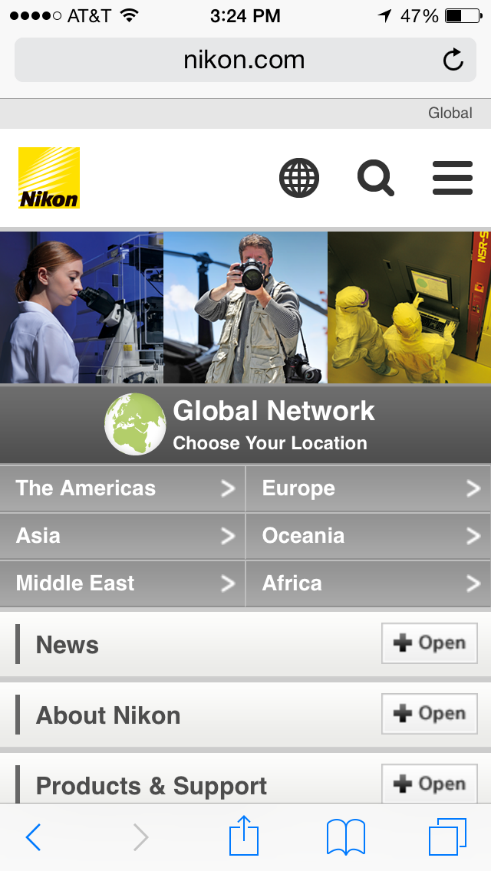 AT&T 3:24 PM 47%
nikon.com
Global
Nikon
NSR-S
Global Network
Choose Your Location
The Americas
Europe
Asia
Oceania
Middle East
Africa
News
Open
About Nikon
Open
Products & Support
Open